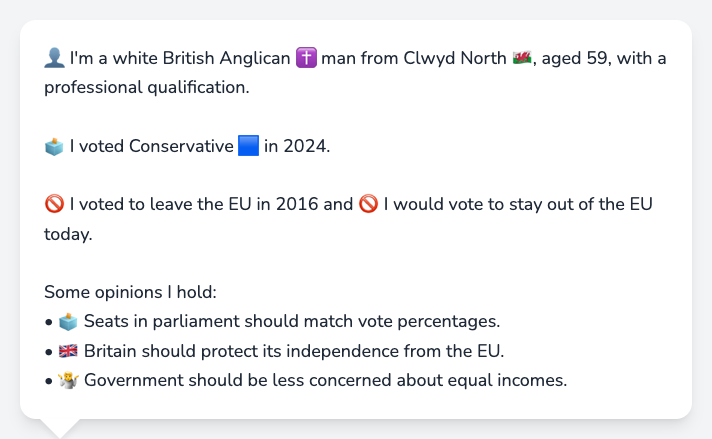 👤 I'm a white British Anglican ✝️ man from Clwyd North 🏴󠁧󠁢󠁷󠁬󠁳󠁿, aged 59, with a
professional qualification.
🗳️ I voted Conservative 🟦 in 2024.
🚫 I voted to leave the EU in 2016 and 🚫 I would vote to stay out of the EU
today.
Some opinions I hold:
• 🗳️ Seats in parliament should match vote percentages.
• 🇬🇧 Britain should protect its independence from the EU.
• 🤷 Government should be less concerned about equal incomes.